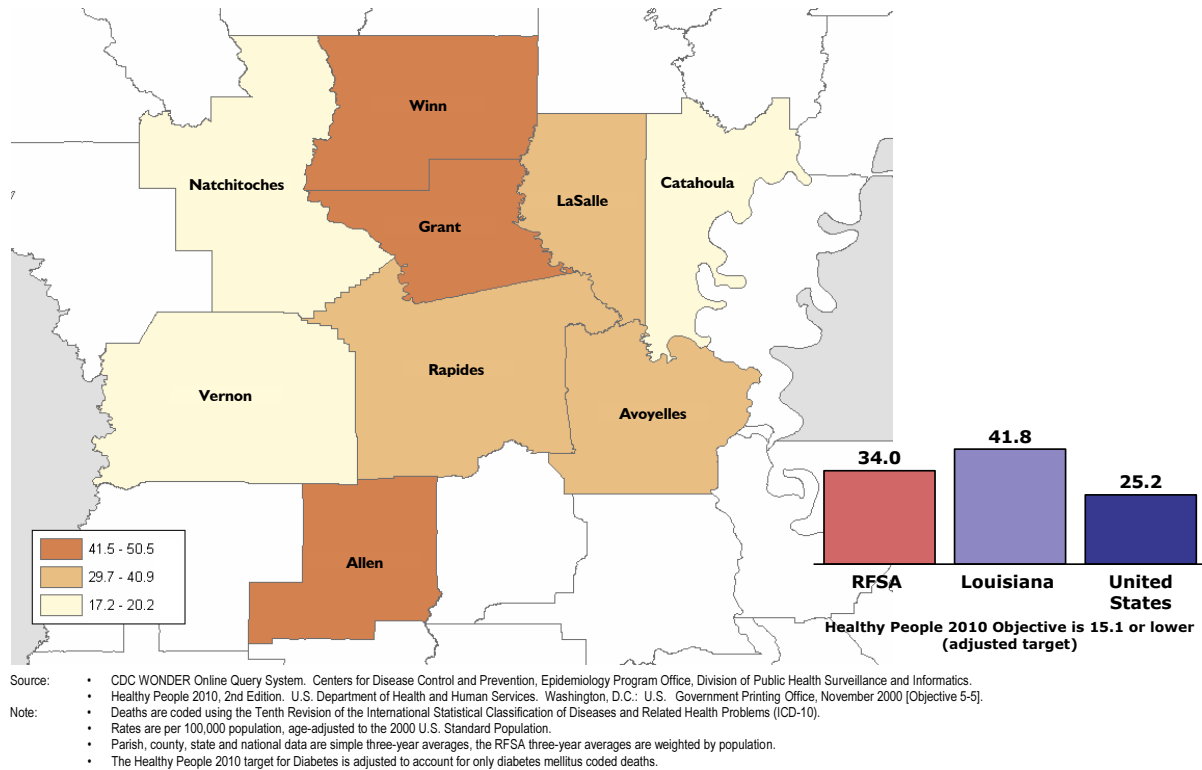 Winn
Natchitoches
Catahoula
LaSalle
Grant
Rapides
Vernon
Avoyelles
Allen
41.5 - 50.5
29.7 - 40.9
17.2 - 20.2
34.0
41.8
25.2
RFSA
Louisiana
United
States
Healthy People 2010 Objective is 15.1 or lower
(adjusted target)
Source: • CDC WONDER Online Query System. Centers for Disease Control and Prevention, Epidemiology Program Office, Division of Public Health Surveillance and Informatics.
• Healthy People 2010, 2nd Edition. U.S. Department of Health and Human Services. Washington, D.C.: U.S. Government Printing Office, November 2000 [Objective 5-5].
Note: • Deaths are coded using the Tenth Revision of the International Statistical Classification of Diseases and Related Health Problems (ICD-10).
• Rates are per 100,000 population, age-adjusted to the 2000 U.S. Standard Population.
• Parish, county, state and national data are simple three-year averages, the RFSA three-year averages are weighted by population.
• The Healthy People 2010 target for Diabetes is adjusted to account for only diabetes mellitus coded deaths.